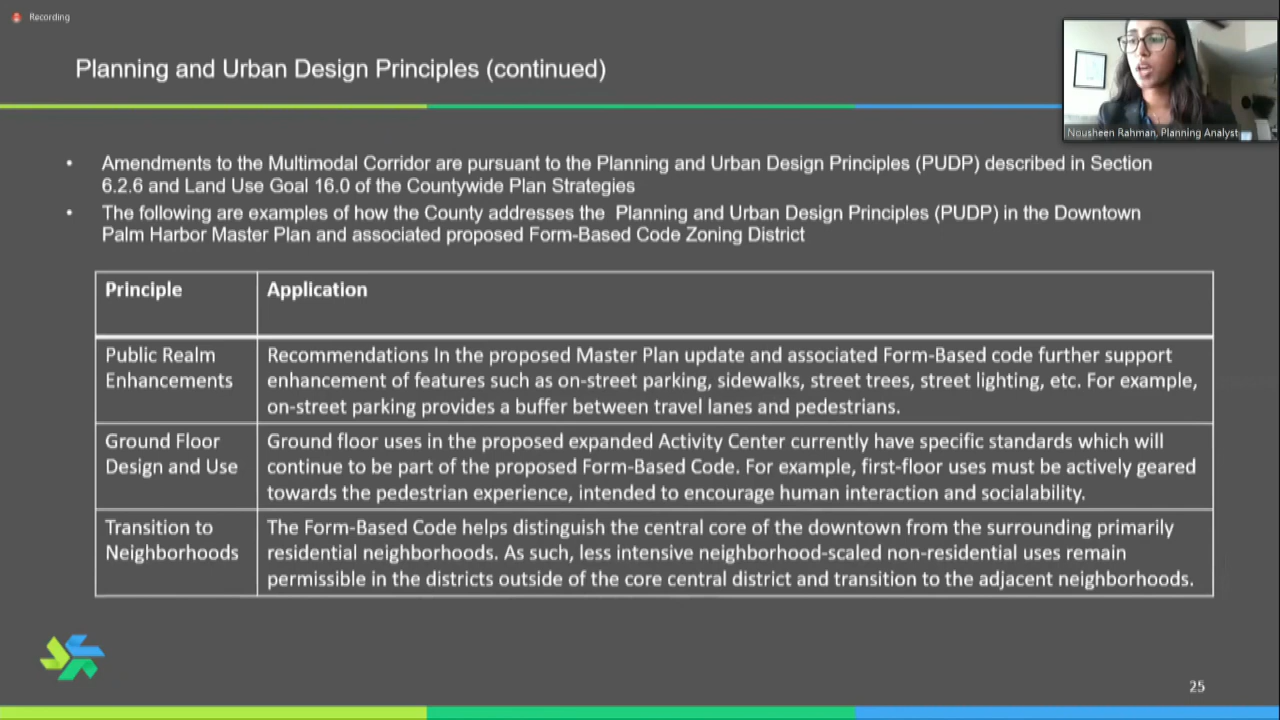 Recording
Planning and Urban Design Principles (continued)
Nousheen Rahman, Planning Analyst
• Amendments to the Multimodal Corridor are pursuant to the Planning and Urban Design Principles (PUDP) described in Section
6.2.6 and Land Use Goal 16.0 of the Countywide Plan Strategies
• The following are examples of how the County addresses the Planning and Urban Design Principles (PUDP) in the Downtown
Palm Harbor Master Plan and associated proposed Form-Based Code Zoning District
Principle
Application
Public Realm
Enhancements
Recommendations In the proposed Master Plan update and associated Form-Based code further support
enhancement of features such as on-street parking, sidewalks, street trees, street lighting, etc. For example,
on-street parking provides a buffer between travel lanes and pedestrians.
Ground Floor
Design and Use
Ground floor uses in the proposed expanded Activity Center currently have specific standards which will
continue to be part of the proposed Form-Based Code. For example, first-floor uses must be actively geared
towards the pedestrian experience, intended to encourage human interaction and socialability.
Transition to
Neighborhoods
The Form-Based Code helps distinguish the central core of the downtown from the surrounding primarily
residential neighborhoods. As such, less intensive neighborhood-scaled non-residential uses remain
permissible in the districts outside of the core central district and transition to the adjacent neighborhoods.
25